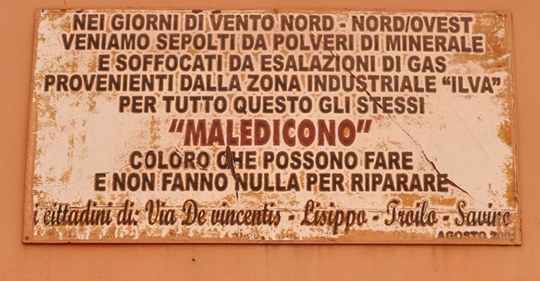 NEI GIORNI DI VENTO NORD - NORD/OVEST
VENIAMO SEPOLTI DA POLVERI DI MINERALE
E SOFFOCATI DA ESALAZIONI DI GAS
PROVENIENTI DALLA ZONA INDUSTRIALE "ILVA"
PER TUTTO QUESTO GLI STESSI
"MALEDICONO"
COLORO CHE POSSONO FARE
E NON FANNO NULLA PER RIPARARE
i cittadini di: Via De vincentis - Lisippo - Troilo - Savino
AGOSTO